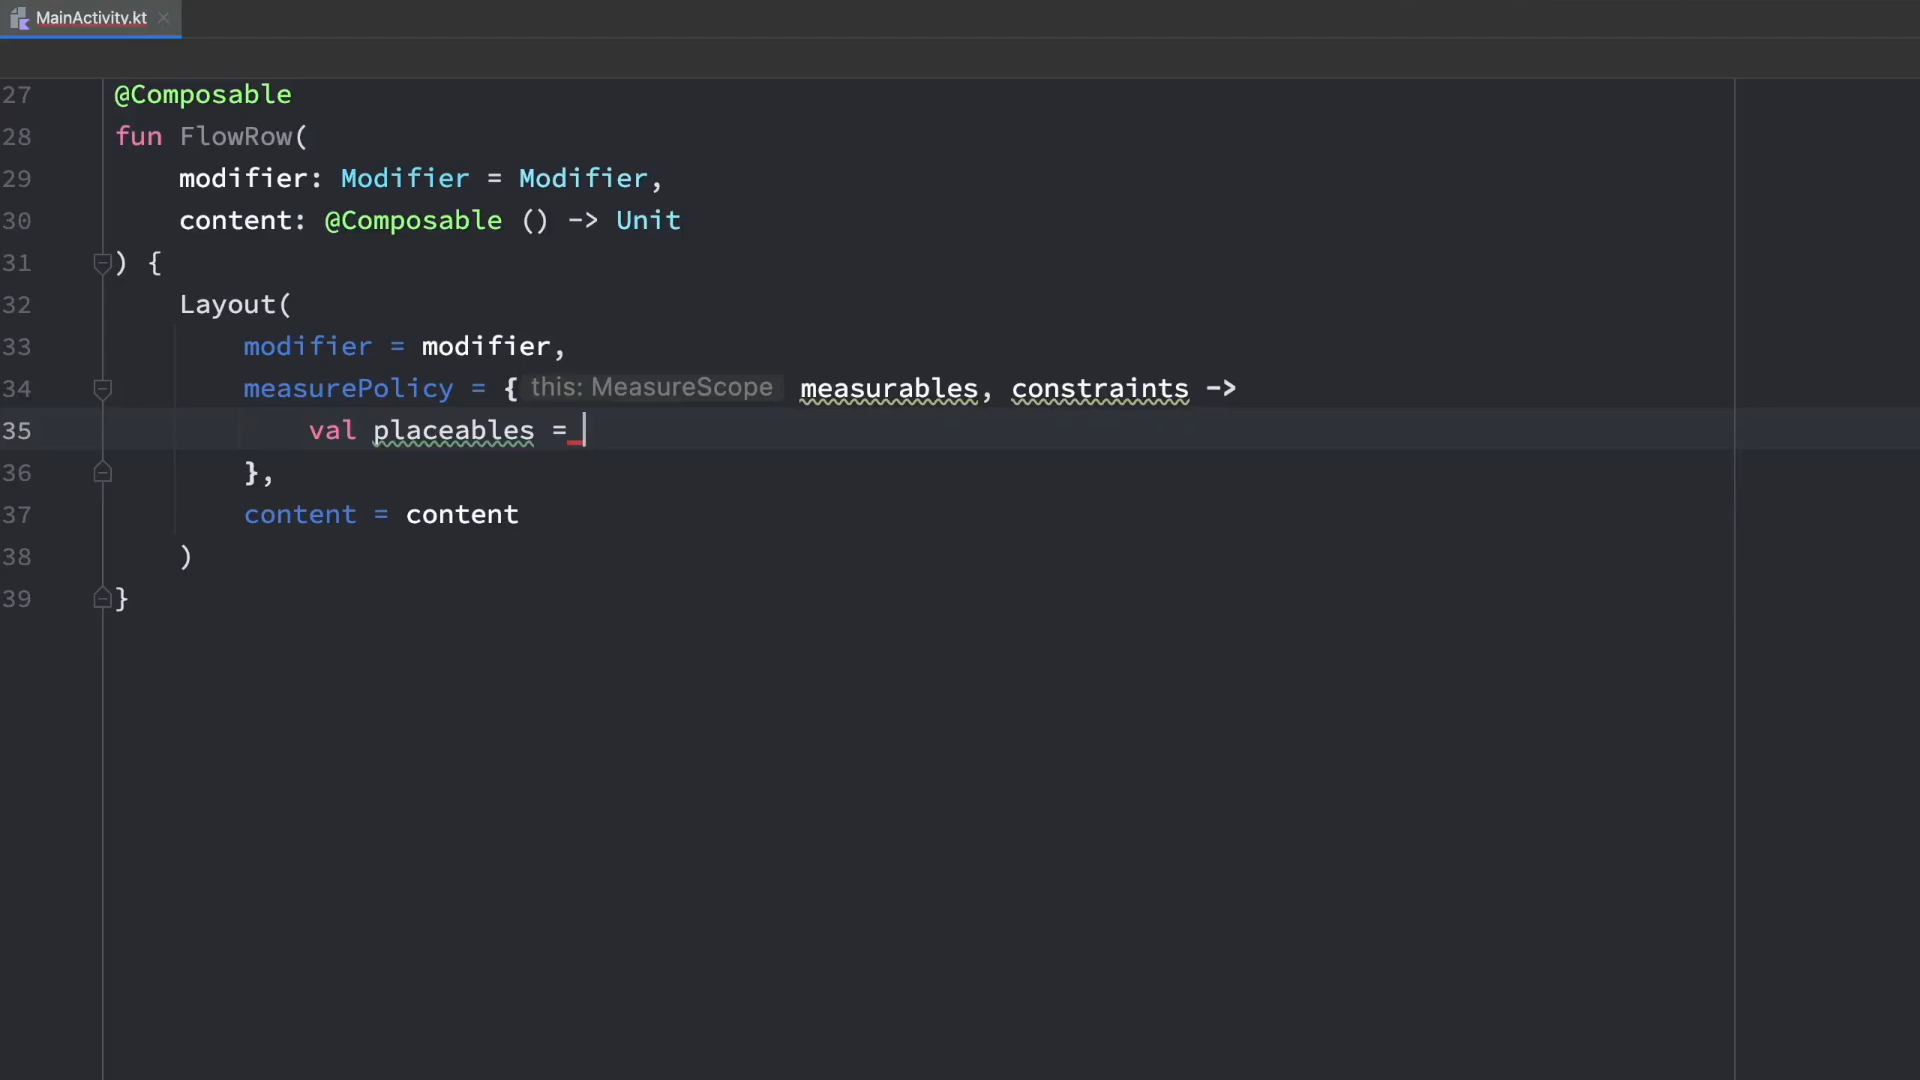 MainActivity.kt
27 @Composable
28 fun FlowRow(
29 modifier: Modifier = Modifier,
30 content: @Composable () -> Unit
31 ) {
32 Layout(
33 modifier = modifier,
34 measurePolicy = { this: MeasureScope measurables, constraints ->
35 val placeables =
36 },
37 content = content
38 )
39 }